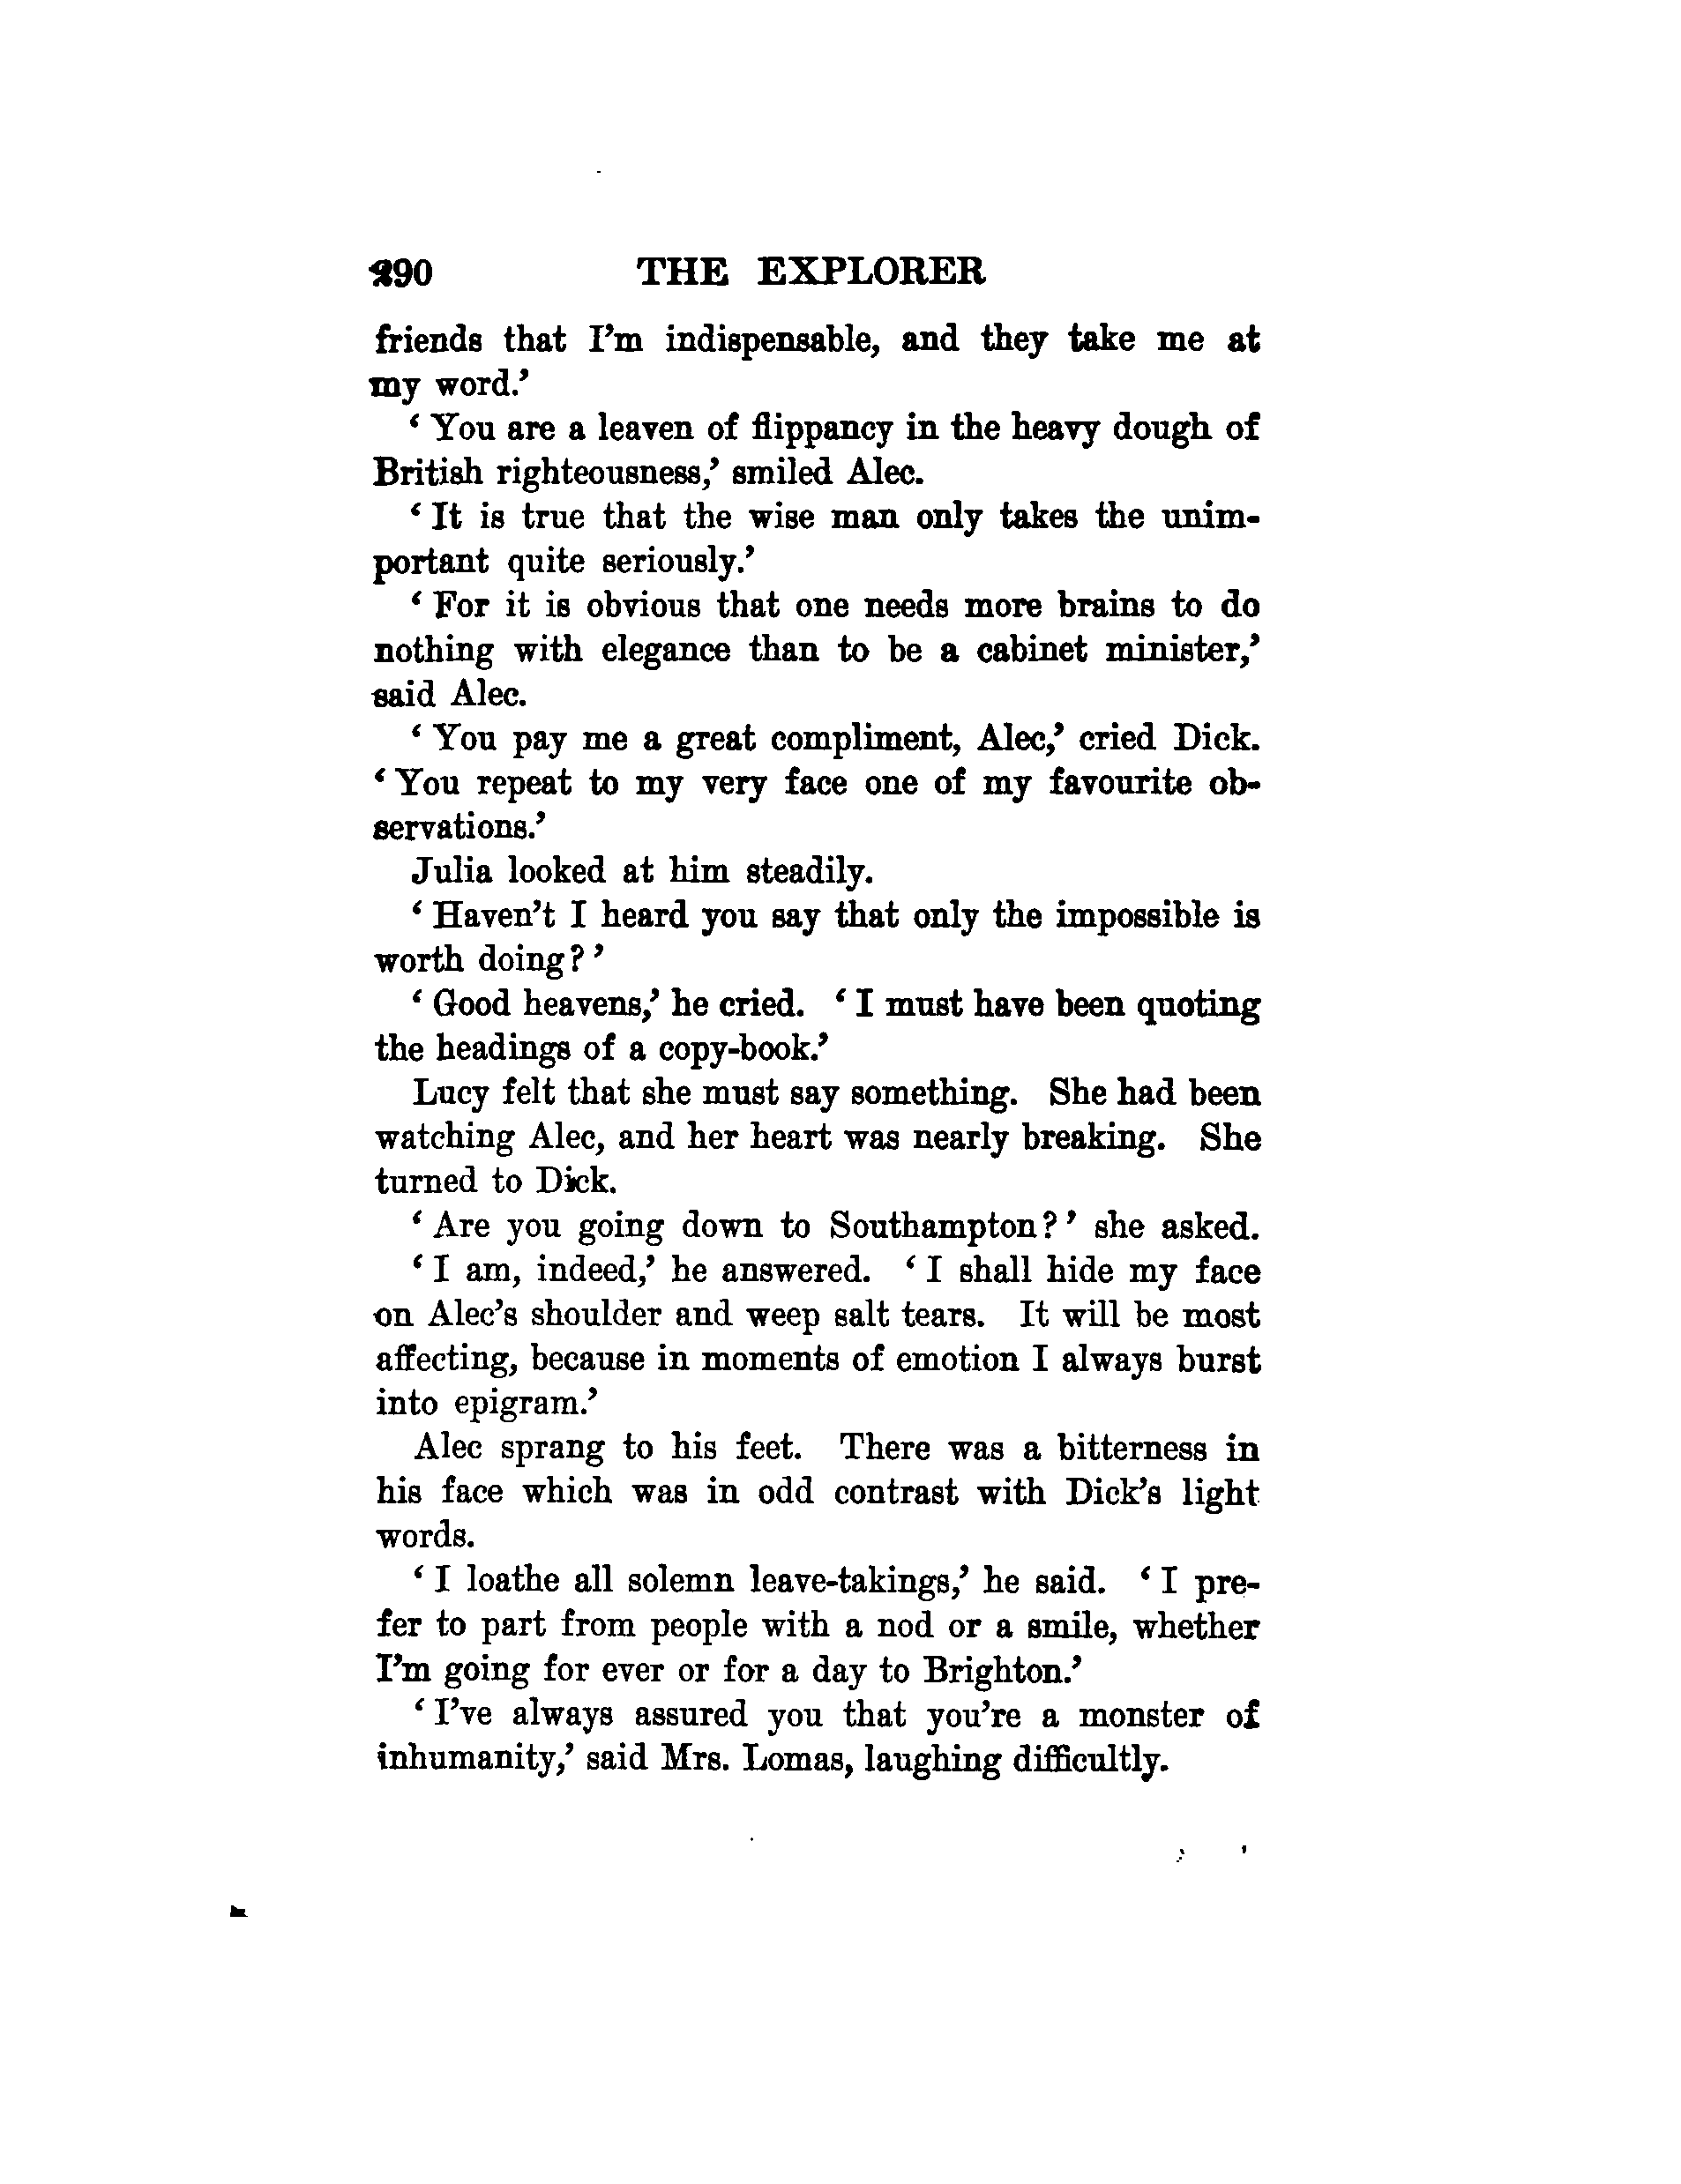 290 THE EXPLORER
friends that I'm indispensable, and they take me at
my word.'
‘ You are a leaven of flippancy in the heavy dough of
British righteousness,’ smiled Alec.
‘ It is true that the wise man only takes the unim-
portant quite seriously.’
‘ For it is obvious that one needs more brains to do
nothing with elegance than to be a cabinet minister,’
said Alec.
‘ You pay me a great compliment, Alec,’ cried Dick.
‘ You repeat to my very face one of my favourite ob-
servations.’
Julia looked at him steadily.
‘ Haven’t I heard you say that only the impossible is
worth doing? ’
‘ Good heavens,’ he cried. ‘ I must have been quoting
the headings of a copy-book.’
Lucy felt that she must say something. She had been
watching Alec, and her heart was nearly breaking. She
turned to Dick.
‘ Are you going down to Southampton? ’ she asked.
‘ I am, indeed,’ he answered. ‘ I shall hide my face
on Alec’s shoulder and weep salt tears. It will be most
affecting, because in moments of emotion I always burst
into epigram.’
Alec sprang to his feet. There was a bitterness in
his face which was in odd contrast with Dick’s light
words.
‘ I loathe all solemn leave-takings,’ he said. ‘ I pre-
fer to part from people with a nod or a smile, whether
I’m going for ever or for a day to Brighton.’
‘ I’ve always assured you that you’re a monster of
inhumanity,’ said Mrs. Lomas, laughing difficultly.